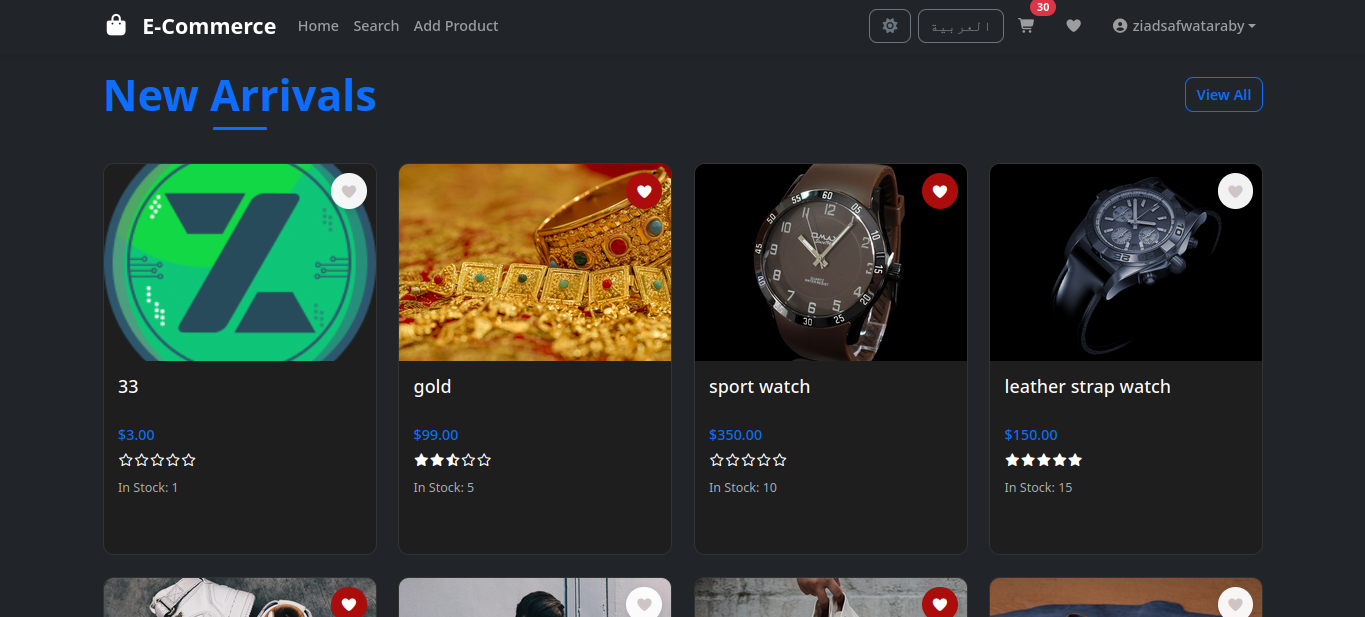 E-Commerce Home Search Add Product العربية 30 ziadsafwataraby
New Arrivals View All
33
$3.00
In Stock: 1
gold
$99.00
In Stock: 5
sport watch
$350.00
In Stock: 10
leather strap watch
$150.00
In Stock: 15